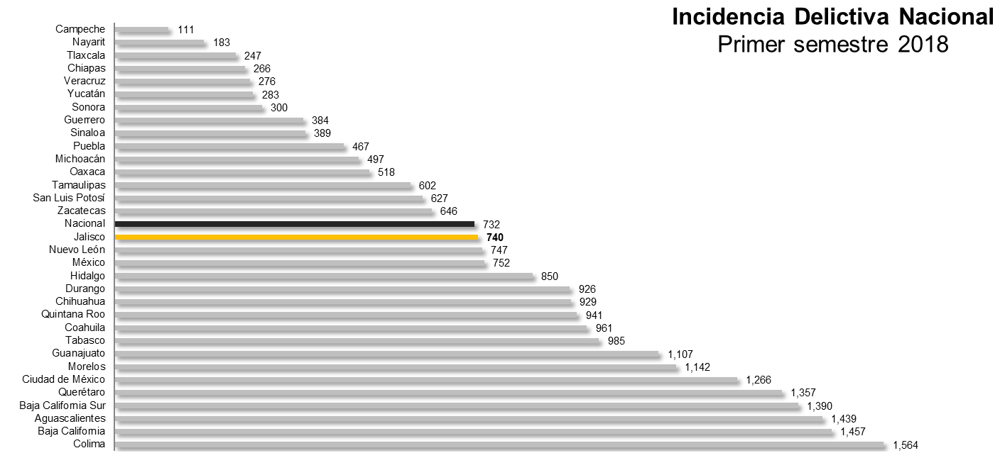 Incidencia Delictiva Nacional
Primer semestre 2018
Campeche 111
Nayarit 183
Tlaxcala 247
Chiapas 266
Veracruz 276
Yucatán 283
Sonora 300
Guerrero 384
Sinaloa 389
Puebla 467
Michoacán 497
Oaxaca 518
Tamaulipas 602
San Luis Potosí 627
Zacatecas 646
Nacional 732
Jalisco 740
Nuevo León 747
México 752
Hidalgo 850
Durango 926
Chihuahua 929
Quintana Roo 941
Coahuila 961
Tabasco 985
Guanajuato 1,107
Morelos 1,142
Ciudad de México 1,266
Querétaro 1,357
Baja California Sur 1,390
Aguascalientes 1,439
Baja California 1,457
Colima 1,564